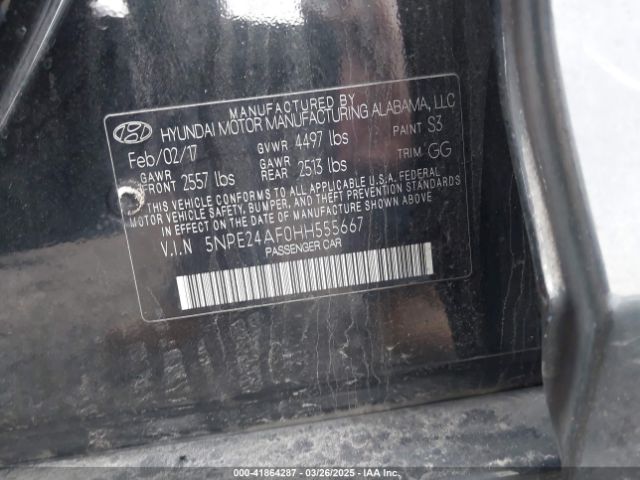 MANUFACTURED BY
HYUNDAI MOTOR MANUFACTURING ALABAMA, LLC
Feb/02/17 GVWR 4497 lbs PAINT S3
GAWR FRONT 2557 lbs GAWR REAR 2513 lbs TRIM GG
THIS VEHICLE CONFORMS TO ALL APPLICABLE U.S.A. FEDERAL
MOTOR VEHICLE SAFETY, BUMPER, AND THEFT PREVENTION STANDARDS
IN EFFECT ON THE DATE OF MANUFACTURE SHOWN ABOVE.
V.I.N 5NPE24AF0HH555667
PASSENGER CAR
000-41864287 - 03/26/2025 - IAA Inc.